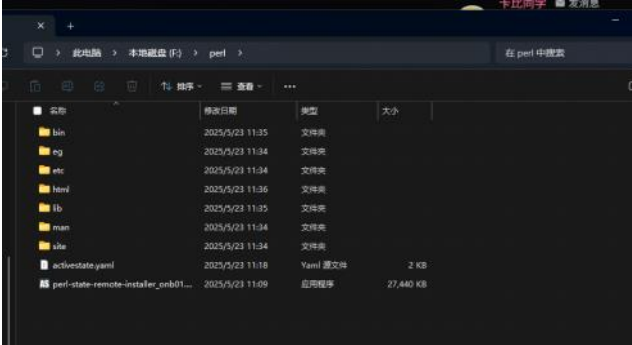 卡比同学 发消息
此电脑 > 本地磁盘 (F:) > perl >
在 perl 中搜索
排序 查看 ...
名称 修改日期 类型 大小
bin 2025/5/23 11:35 文件夹
eg 2025/5/23 11:34 文件夹
etc 2025/5/23 11:34 文件夹
html 2025/5/23 11:36 文件夹
lib 2025/5/23 11:35 文件夹
man 2025/5/23 11:34 文件夹
site 2025/5/23 11:34 文件夹
activestate.yaml 2025/5/23 11:18 Yaml 源文件 2 KB
perl-state-remote-installer_onb01... 2025/5/23 11:09 应用程序 27,440 KB